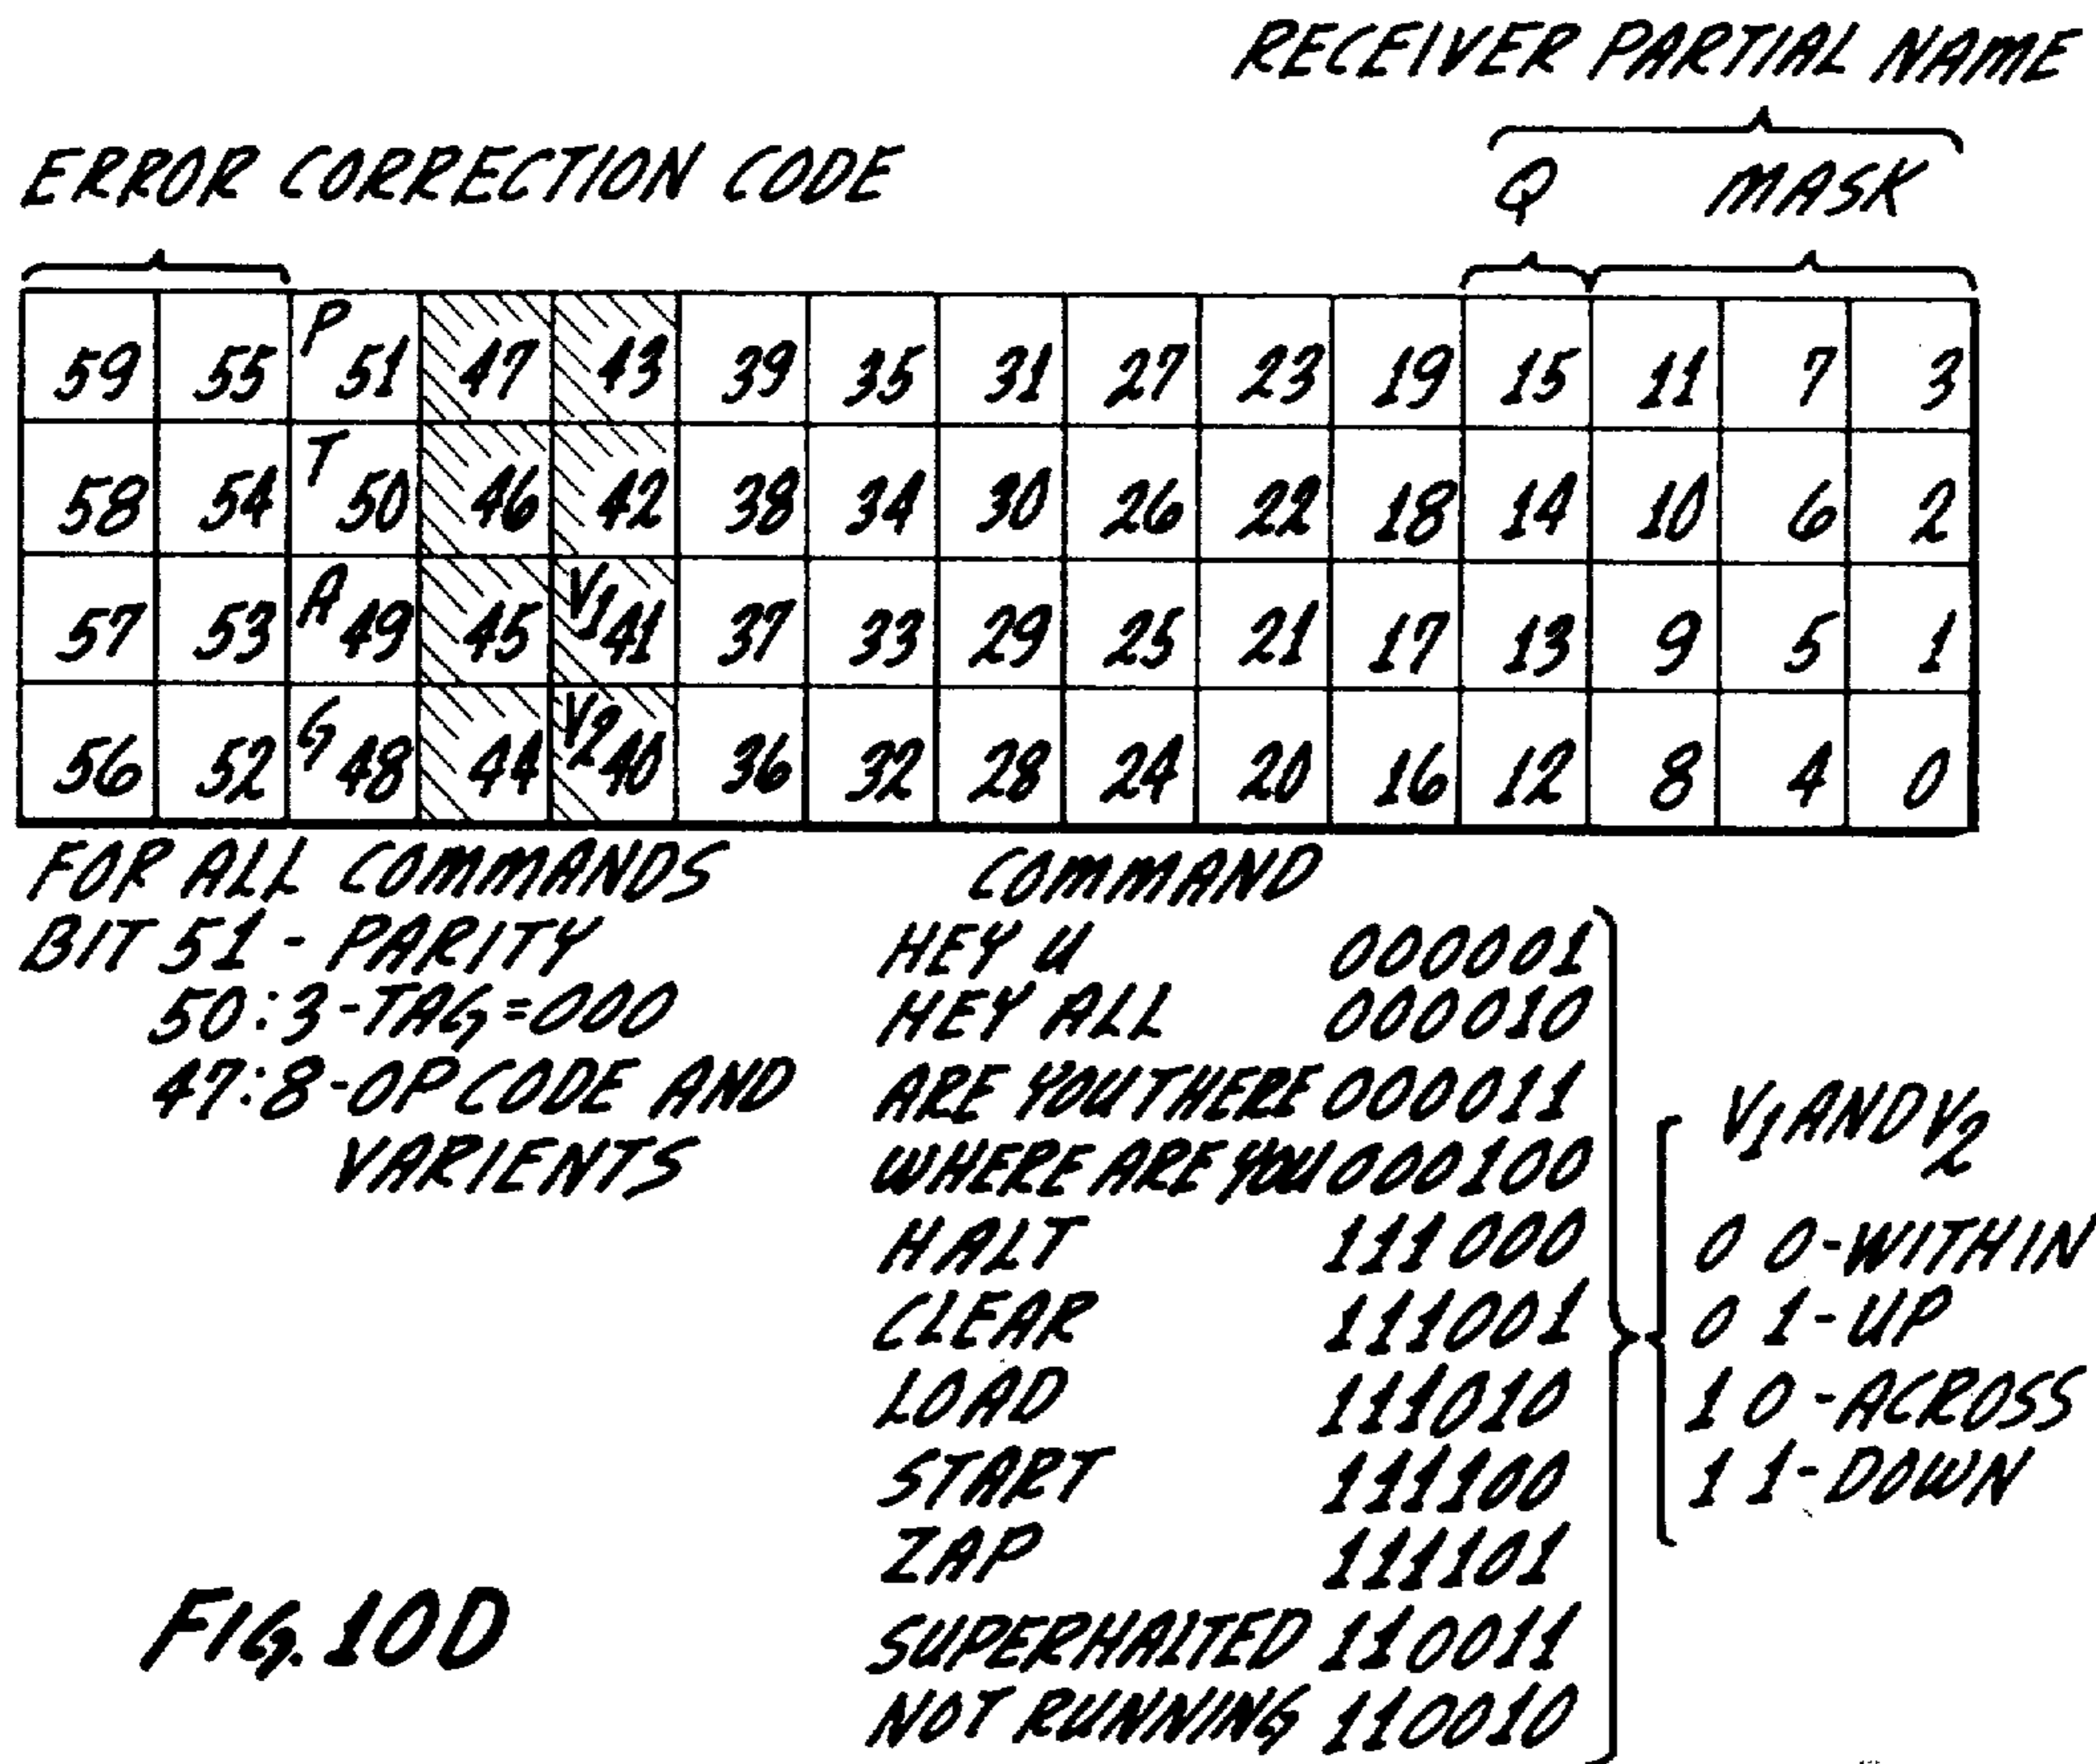 RECEIVER PARTIAL NAME
ERROR CORRECTION CODE
Q MASK
59 55 P 51 47 43 39 35 31 27 23 19 15 11 7 3
58 54 T 50 46 42 38 34 30 26 22 18 14 10 6 2
57 53 A 49 45 V1 41 37 33 29 25 21 17 13 9 5 1
56 52 G 48 44 V2 40 36 32 28 24 20 16 12 8 4 0
FOR ALL COMMANDS
BIT 51 - PARITY
50:3-TAG=000
47:8-OP CODE AND
VARIENTS
COMMAND
HEY U 000001
HEY ALL 000010
ARE YOU THERE 000011
WHERE ARE YOU 000100
HALT 111000
CLEAR 111001
LOAD 111010
START 111100
ZAP 111101
SUPERHALTED 110011
NOT RUNNING 110010
V1 AND V2
0 0-WITHIN
0 1-UP
1 0-ACROSS
1 1-DOWN
FIG. 10D